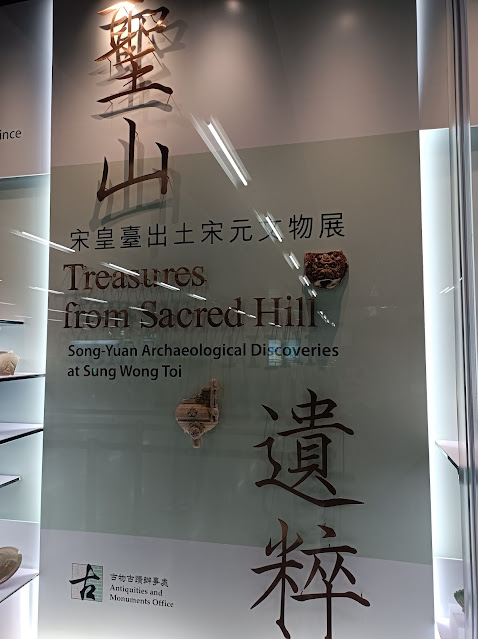 聖
山
ince
宋皇臺出土宋元文物展
Treasures
from Sacred Hill
Song-Yuan Archaeological Discoveries
at Sung Wong Toi
遺
粹
古
古物古蹟辦事處
Antiquities and
Monuments Office